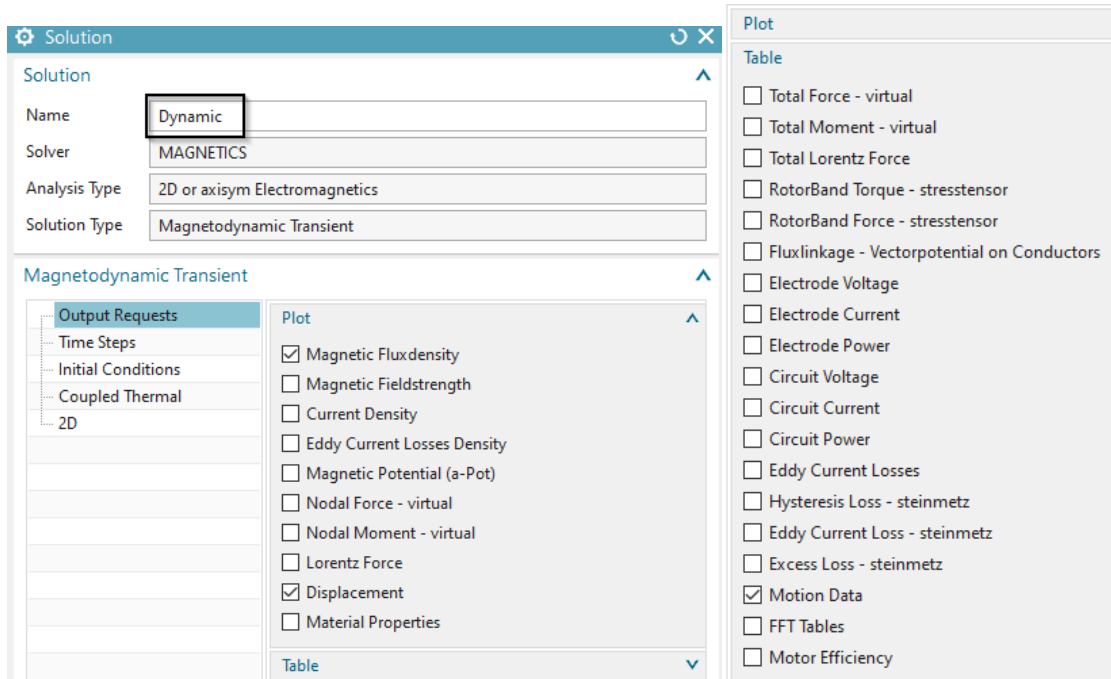 Solution
Solution
Name
Dynamic
Solver
MAGNETICS
Analysis Type
2D or axisym Electromagnetics
Solution Type
Magnetodynamic Transient
Magnetodynamic Transient
Output Requests
Time Steps
Initial Conditions
Coupled Thermal
2D
Plot
Magnetic Fluxdensity
Magnetic Fieldstrength
Current Density
Eddy Current Losses Density
Magnetic Potential (a-Pot)
Nodal Force - virtual
Nodal Moment - virtual
Lorentz Force
Displacement
Material Properties
Table
Plot
Table
Total Force - virtual
Total Moment - virtual
Total Lorentz Force
RotorBand Torque - stresstensor
RotorBand Force - stresstensor
Fluxlinkage - Vectorpotential on Conductors
Electrode Voltage
Electrode Current
Electrode Power
Circuit Voltage
Circuit Current
Circuit Power
Eddy Current Losses
Hysteresis Loss - steinmetz
Eddy Current Loss - steinmetz
Excess Loss - steinmetz
Motion Data
FFT Tables
Motor Efficiency